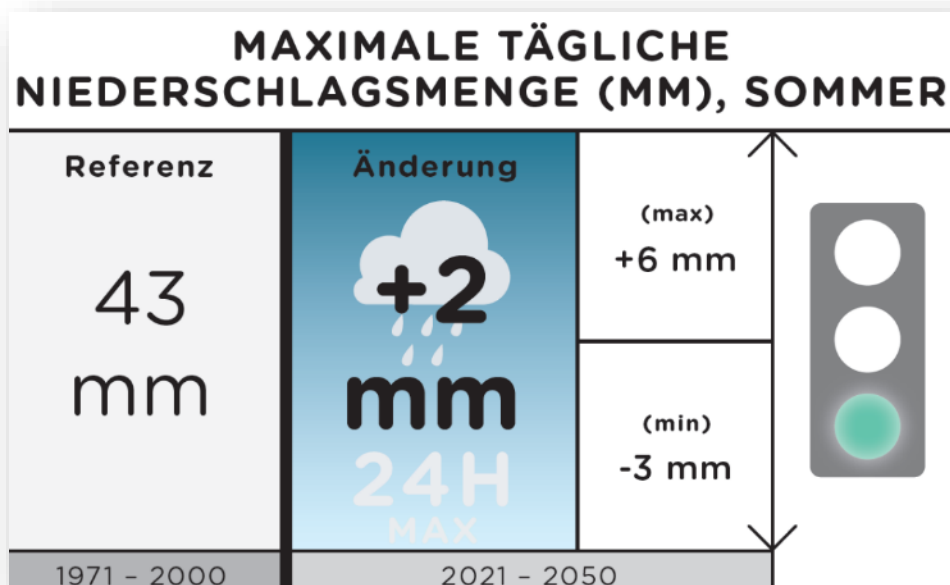 MAXIMALE TÄGLICHE
NIEDERSCHLAGSMENGE (MM), SOMMER
Referenz
43
mm
1971 – 2000
Änderung
+2
mm
24H
MAX
(max)
+6 mm
(min)
-3 mm
2021 – 2050